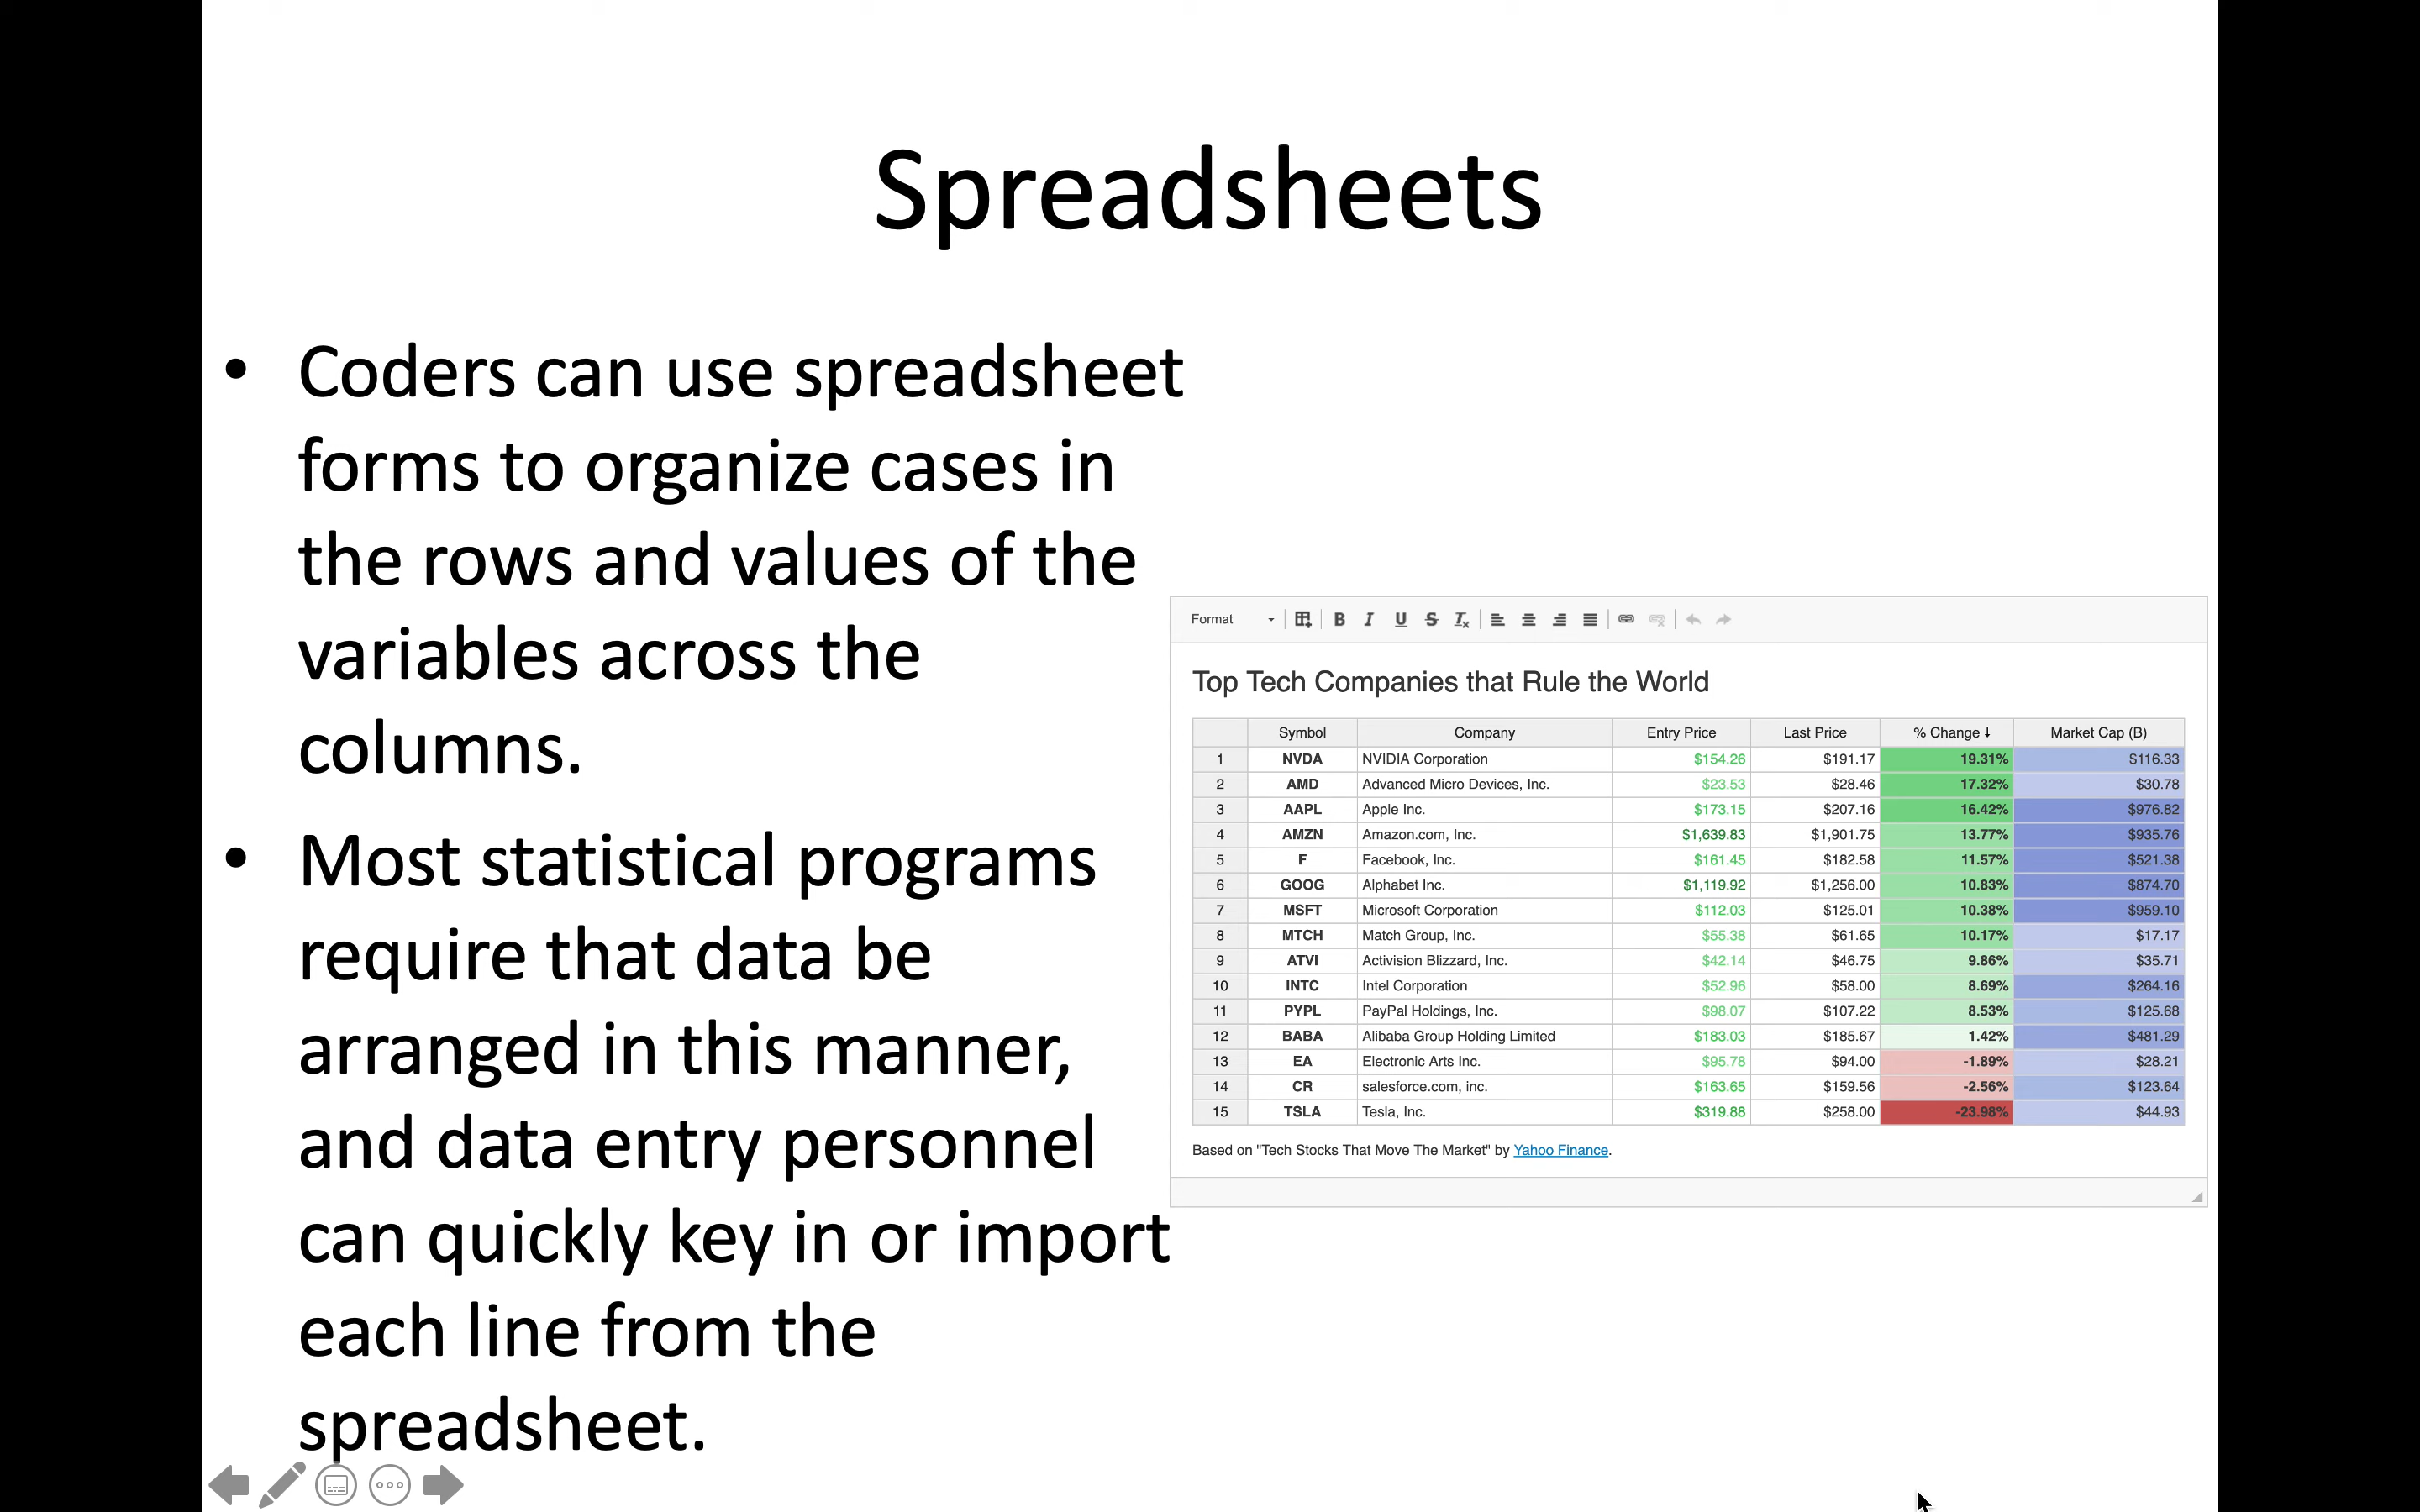 Spreadsheets
• Coders can use spreadsheet
forms to organize cases in
the rows and values of the
variables across the
columns.
• Most statistical programs
require that data be
arranged in this manner,
and data entry personnel
can quickly key in or import
each line from the
spreadsheet.
Format
Top Tech Companies that Rule the World
Symbol Company Entry Price Last Price % Change ↓ Market Cap (B)
1 NVDA NVIDIA Corporation $154.26 $191.17 19.31% $116.33
2 AMD Advanced Micro Devices, Inc. $23.53 $28.46 17.32% $30.78
3 AAPL Apple Inc. $173.15 $207.16 16.42% $976.82
4 AMZN Amazon.com, Inc. $1,639.83 $1,901.75 13.77% $935.76
5 F Facebook, Inc. $161.45 $182.58 11.57% $521.38
6 GOOG Alphabet Inc. $1,119.92 $1,256.00 10.83% $874.70
7 MSFT Microsoft Corporation $112.03 $125.01 10.38% $959.10
8 MTCH Match Group, Inc. $55.38 $61.65 10.17% $17.17
9 ATVI Activision Blizzard, Inc. $42.14 $46.75 9.86% $35.71
10 INTC Intel Corporation $52.96 $58.00 8.69% $264.16
11 PYPL PayPal Holdings, Inc. $98.07 $107.22 8.53% $125.68
12 BABA Alibaba Group Holding Limited $183.03 $185.67 1.42% $481.29
13 EA Electronic Arts Inc. $95.78 $94.00 -1.89% $28.21
14 CR salesforce.com, inc. $163.65 $159.56 -2.56% $123.64
15 TSLA Tesla, Inc. $319.88 $258.00 -23.98% $44.93
Based on "Tech Stocks That Move The Market" by Yahoo Finance.